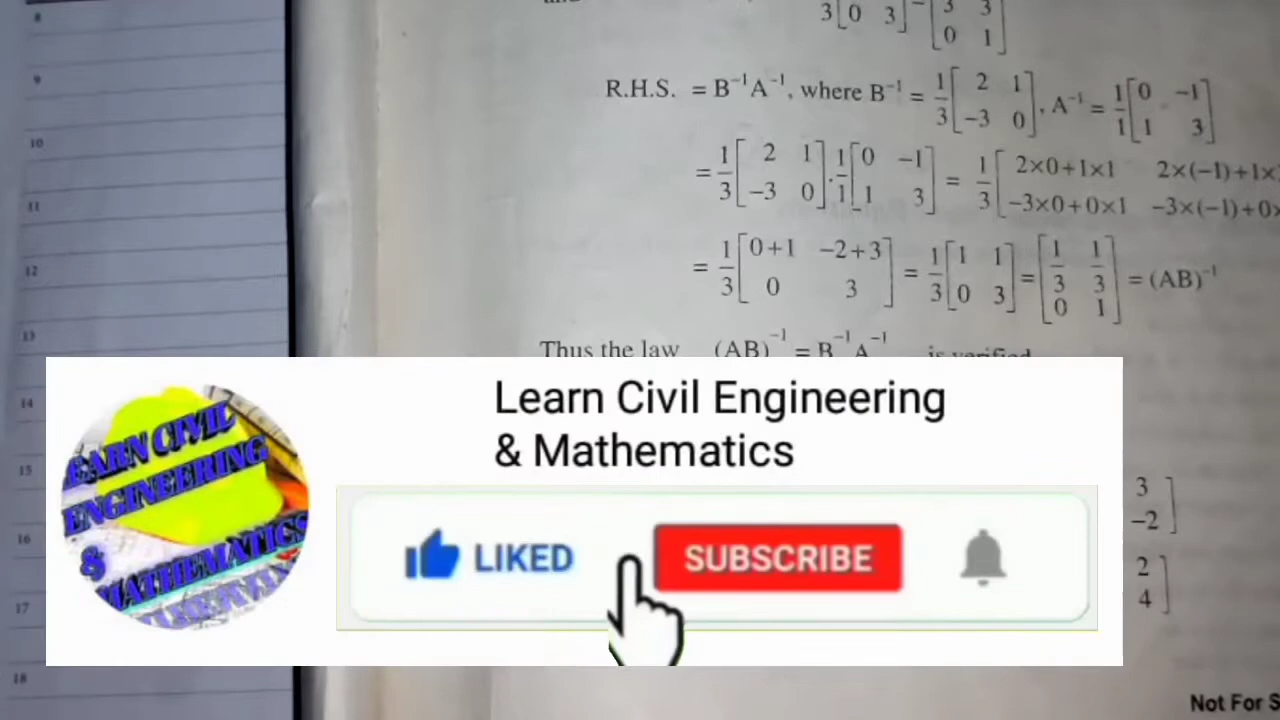 8
9
10
11
12
13
14
15
16
17
18
3[0 3] = [3 3
0 1]
R.H.S. = B⁻¹A⁻¹, where B⁻¹ = 1/3 [2 1; −3 0], A⁻¹ = 1/1 [0 −1; 1 3]
= 1/3 [2 1; −3 0] . 1/1 [0 −1; 1 3] = 1/3 [2×0+1×1 2×(−1)+1×; −3×0+0×1 −3×(−1)+0×
= 1/3 [0+1 −2+3; 0 3] = 1/3 [1 1; 0 3] = [1/3 1/3; 0 1] = (AB)⁻¹
Thus the law (AB)⁻¹ = B⁻¹A⁻¹ is verified
LEARN CIVIL
ENGINEERING
&
MATHEMATICS
Learn Civil Engineering
& Mathematics
LIKED
SUBSCRIBE
3
−2]
2
4]
Not For S